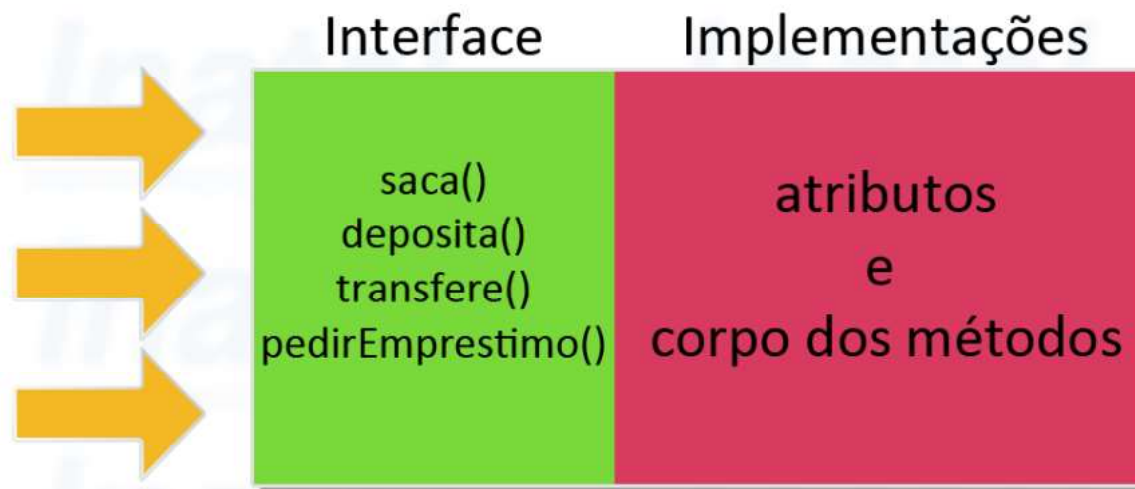 Interface
Implementações
saca()
deposita()
transfere()
pedirEmprestimo()
atributos
e
corpo dos métodos